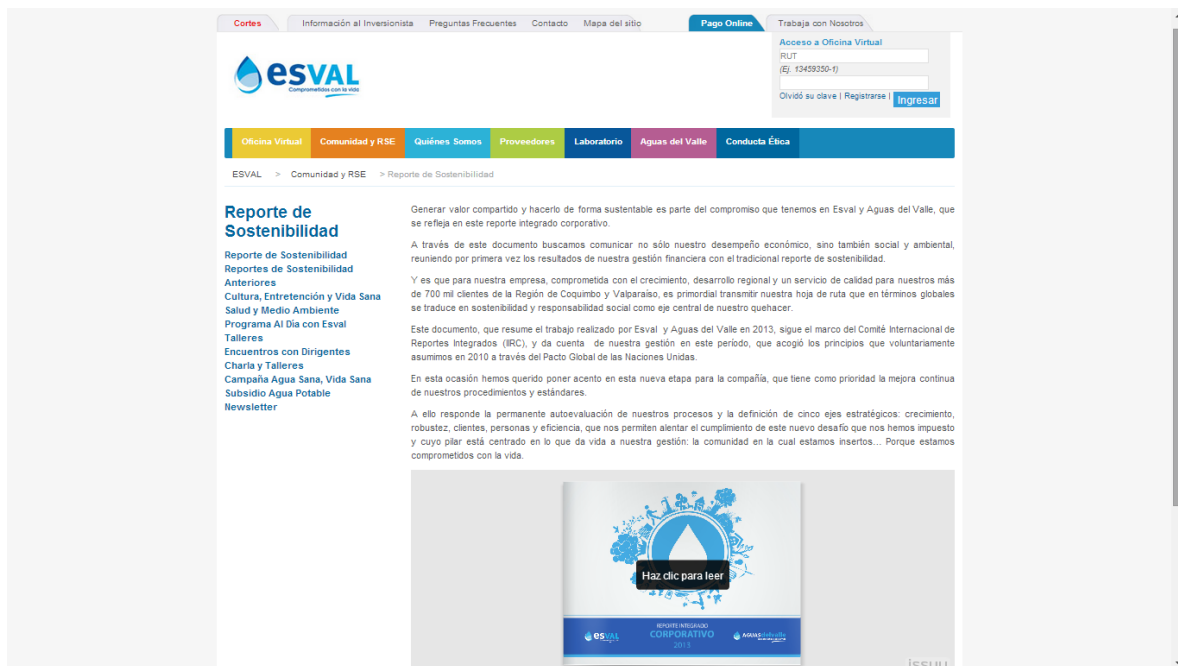 Cortes Información al Inversionista Preguntas Frecuentes Contacto Mapa del sitio Pago Online Trabaja con Nosotros
Acceso a Oficina Virtual
RUT
(Ej. 13459350-1)
Olvidó su clave | Registrarse | Ingresar
esVAL
Comprometidos con la vida
Oficina Virtual Comunidad y RSE Quiénes Somos Proveedores Laboratorio Aguas del Valle Conducta Ética
ESVAL > Comunidad y RSE > Reporte de Sostenibilidad
Reporte de
Sostenibilidad
Reporte de Sostenibilidad
Reportes de Sostenibilidad
Anteriores
Cultura, Entretención y Vida Sana
Salud y Medio Ambiente
Programa Al Día con Esval
Talleres
Encuentros con Dirigentes
Charla y Talleres
Campaña Agua Sana, Vida Sana
Subsidio Agua Potable
Newsletter
Generar valor compartido y hacerlo de forma sustentable es parte del compromiso que tenemos en Esval y Aguas del Valle, que
se refleja en este reporte integrado corporativo.
A través de este documento buscamos comunicar no sólo nuestro desempeño económico, sino también social y ambiental,
reuniendo por primera vez los resultados de nuestra gestión financiera con el tradicional reporte de sostenibilidad.
Y es que para nuestra empresa, comprometida con el crecimiento, desarrollo regional y un servicio de calidad para nuestros más
de 700 mil clientes de la Región de Coquimbo y Valparaíso, es primordial transmitir nuestra hoja de ruta que en términos globales
se traduce en sostenibilidad y responsabilidad social como eje central de nuestro quehacer.
Este documento, que resume el trabajo realizado por Esval y Aguas del Valle en 2013, sigue el marco del Comité Internacional de
Reportes Integrados (IIRC), y da cuenta de nuestra gestión en este período, que acogió los principios que voluntariamente
asumimos en 2010 a través del Pacto Global de las Naciones Unidas.
En esta ocasión hemos querido poner acento en esta nueva etapa para la compañía, que tiene como prioridad la mejora continua
de nuestros procedimientos y estándares.
A ello responde la permanente autoevaluación de nuestros procesos y la definición de cinco ejes estratégicos: crecimiento,
robustez, clientes, personas y eficiencia, que nos permiten alentar el cumplimiento de este nuevo desafío que nos hemos impuesto
y cuyo pilar está centrado en lo que da vida a nuestra gestión: la comunidad en la cual estamos insertos... Porque estamos
comprometidos con la vida.
Haz clic para leer
REPORTE INTEGRADO
CORPORATIVO
2013
esVAL
AGUASdelvalle
issuu